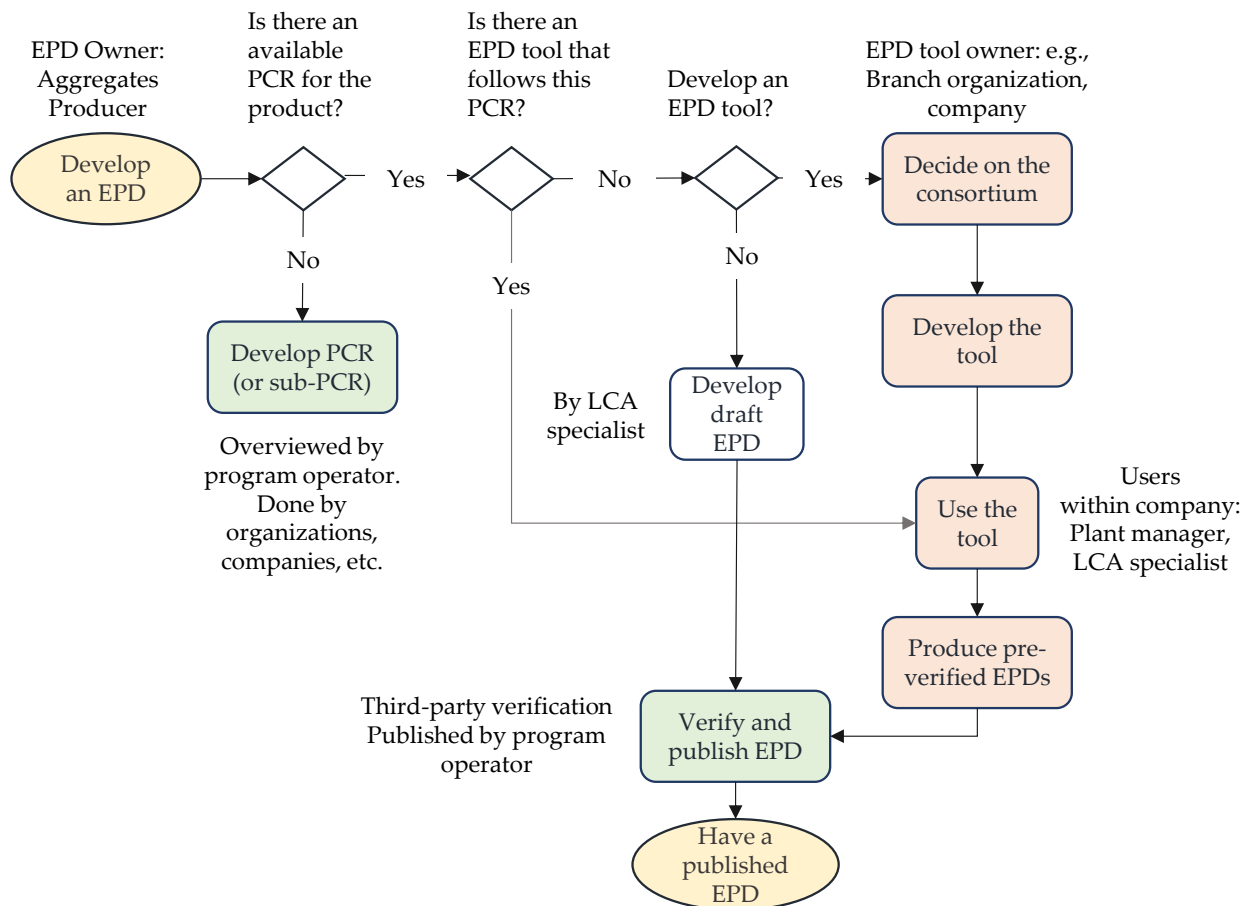 EPD Owner:
Aggregates
Producer
Is there an
available
PCR for the
product?
Is there an
EPD tool that
follows this
PCR?
Develop an
EPD tool?
EPD tool owner: e.g.,
Branch organization,
company
Develop
an EPD
Yes
No
Yes
Decide on the
consortium
No
Yes
No
Develop PCR
(or sub-PCR)
Develop the
tool
By LCA
specialist
Develop
draft
EPD
Overviewed by
program operator.
Done by
organizations,
companies, etc.
Use the
tool
Users
within company:
Plant manager,
LCA specialist
Produce pre-
verified EPDs
Third-party verification
Published by program
operator
Verify and
publish EPD
Have a
published
EPD